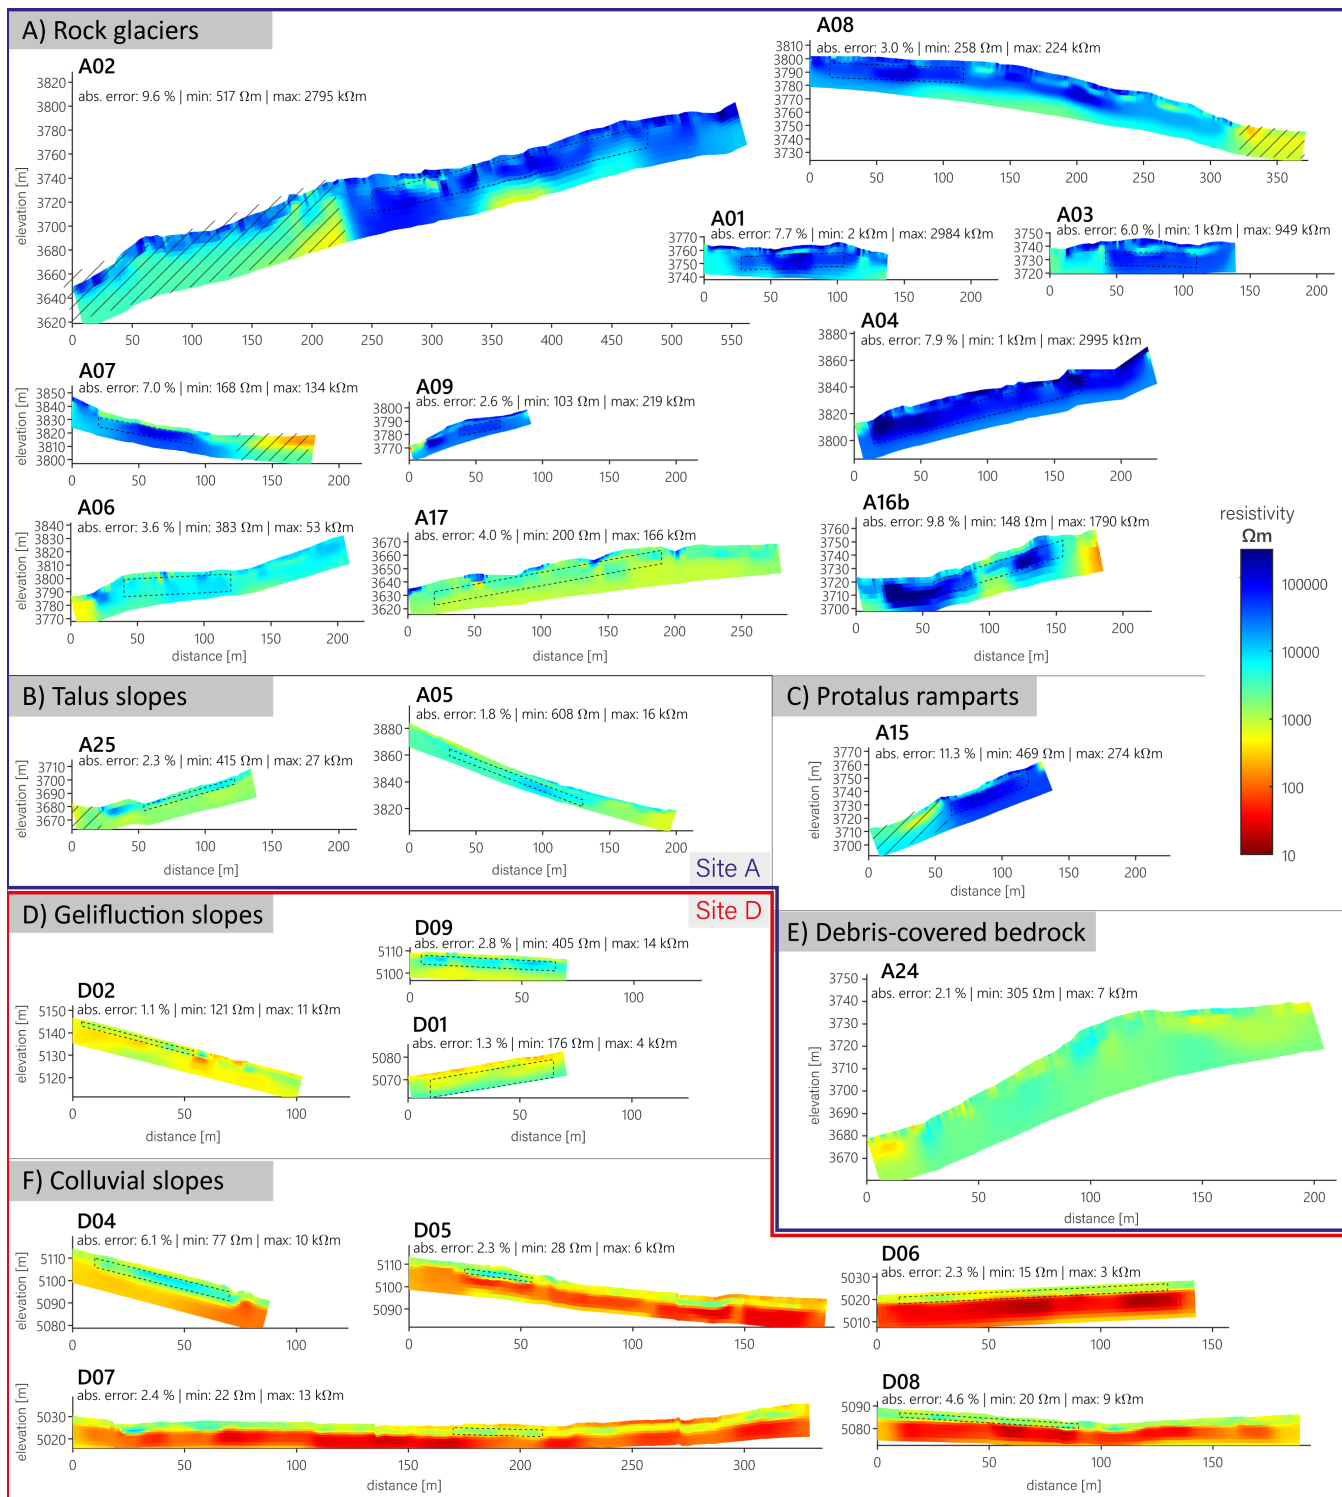 A) Rock glaciers
A02
abs. error: 9.6 % | min: 517 Ωm | max: 2795 kΩm
elevation [m]
3820
3800
3780
3760
3740
3720
3700
3680
3660
3640
3620
0 50 100 150 200 250 300 350 400 450 500 550
A08
abs. error: 3.0 % | min: 258 Ωm | max: 224 kΩm
3810
3800
3790
3780
3770
3760
3750
3740
3730
0 50 100 150 200 250 300 350
A01
abs. error: 7.7 % | min: 2 kΩm | max: 2984 kΩm
3770
3760
3750
3740
0 50 100 150 200
A03
abs. error: 6.0 % | min: 1 kΩm | max: 949 kΩm
3750
3740
3730
3720
0 50 100 150 200
A04
abs. error: 7.9 % | min: 1 kΩm | max: 2995 kΩm
3880
3860
3840
3820
3800
0 50 100 150 200
A07
abs. error: 7.0 % | min: 168 Ωm | max: 134 kΩm
elevation [m]
3850
3840
3830
3820
3810
3800
0 50 100 150 200
A09
abs. error: 2.6 % | min: 103 Ωm | max: 219 kΩm
3800
3790
3780
3770
0 50 100 150 200
A06
abs. error: 3.6 % | min: 383 Ωm | max: 53 kΩm
elevation [m]
3840
3830
3820
3810
3800
3790
3780
3770
0 50 100 150 200
distance [m]
A17
abs. error: 4.0 % | min: 200 Ωm | max: 166 kΩm
3670
3660
3650
3640
3630
3620
0 50 100 150 200 250
distance [m]
A16b
abs. error: 9.8 % | min: 148 Ωm | max: 1790 kΩm
3760
3750
3740
3730
3720
3710
3700
0 50 100 150 200
distance [m]
resistivity
Ωm
100000
10000
1000
100
10
B) Talus slopes
A25
abs. error: 2.3 % | min: 415 Ωm | max: 27 kΩm
elevation [m]
3710
3700
3690
3680
3670
0 50 100 150 200
distance [m]
A05
abs. error: 1.8 % | min: 608 Ωm | max: 16 kΩm
3880
3860
3840
3820
0 50 100 150 200
distance [m]
Site A
C) Protalus ramparts
A15
abs. error: 11.3 % | min: 469 Ωm | max: 274 kΩm
elevation [m]
3770
3760
3750
3740
3730
3720
3710
3700
0 50 100 150 200
distance [m]
D) Gelifluction slopes
Site D
D02
abs. error: 1.1 % | min: 121 Ωm | max: 11 kΩm
elevation [m]
5150
5140
5130
5120
0 50 100
distance [m]
D09
abs. error: 2.8 % | min: 405 Ωm | max: 14 kΩm
5110
5100
0 50 100
D01
abs. error: 1.3 % | min: 176 Ωm | max: 4 kΩm
5080
5070
0 50 100
distance [m]
E) Debris-covered bedrock
A24
abs. error: 2.1 % | min: 305 Ωm | max: 7 kΩm
elevation [m]
3750
3740
3730
3720
3710
3700
3690
3680
3670
0 50 100 150 200
distance [m]
F) Colluvial slopes
D04
abs. error: 6.1 % | min: 77 Ωm | max: 10 kΩm
elevation [m]
5110
5100
5090
5080
0 50 100
D05
abs. error: 2.3 % | min: 28 Ωm | max: 6 kΩm
5110
5100
5090
0 50 100 150
D06
abs. error: 2.3 % | min: 15 Ωm | max: 3 kΩm
5030
5020
5010
0 50 100 150
D07
abs. error: 2.4 % | min: 22 Ωm | max: 13 kΩm
elevation [m]
5030
5020
0 50 100 150 200 250 300
distance [m]
D08
abs. error: 4.6 % | min: 20 Ωm | max: 9 kΩm
5090
5080
0 50 100 150
distance [m]